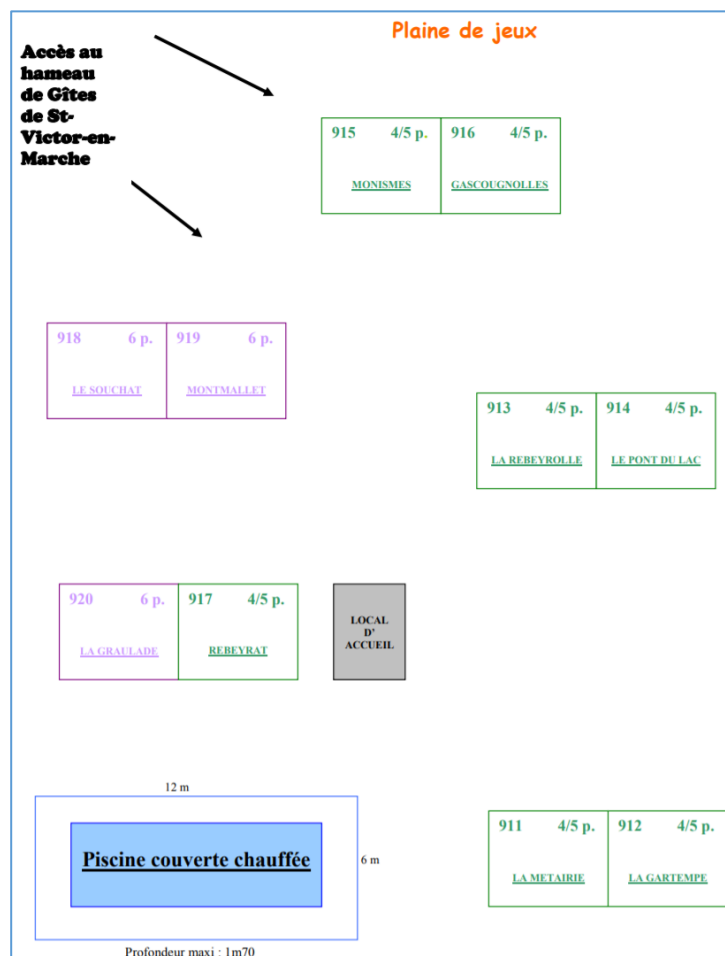 Plaine de jeux
Accès au
hameau
de Gîtes
de St-
Victor-en-
Marche
915 4/5 p. 916 4/5 p.
MONISMES GASCOUGNOLLES
918 6 p. 919 6 p.
LE SOUCHAT MONTMALLET
913 4/5 p. 914 4/5 p.
LA REBEYROLLE LE PONT DU LAC
920 6 p. 917 4/5 p.
LA GRAULADE REBEYRAT
LOCAL
D'
ACCUEIL
12 m
Piscine couverte chauffée
6 m
Profondeur maxi : 1m70
911 4/5 p. 912 4/5 p.
LA METAIRIE LA GARTEMPE